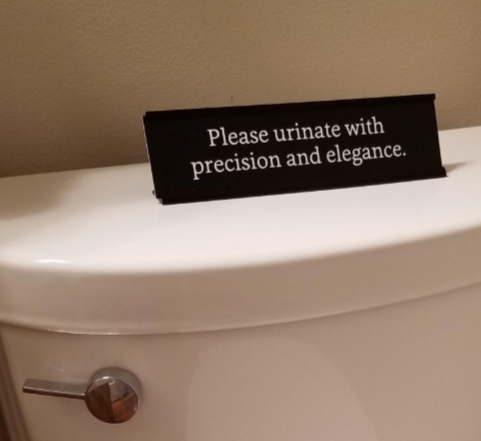 Please urinate with
precision and elegance.